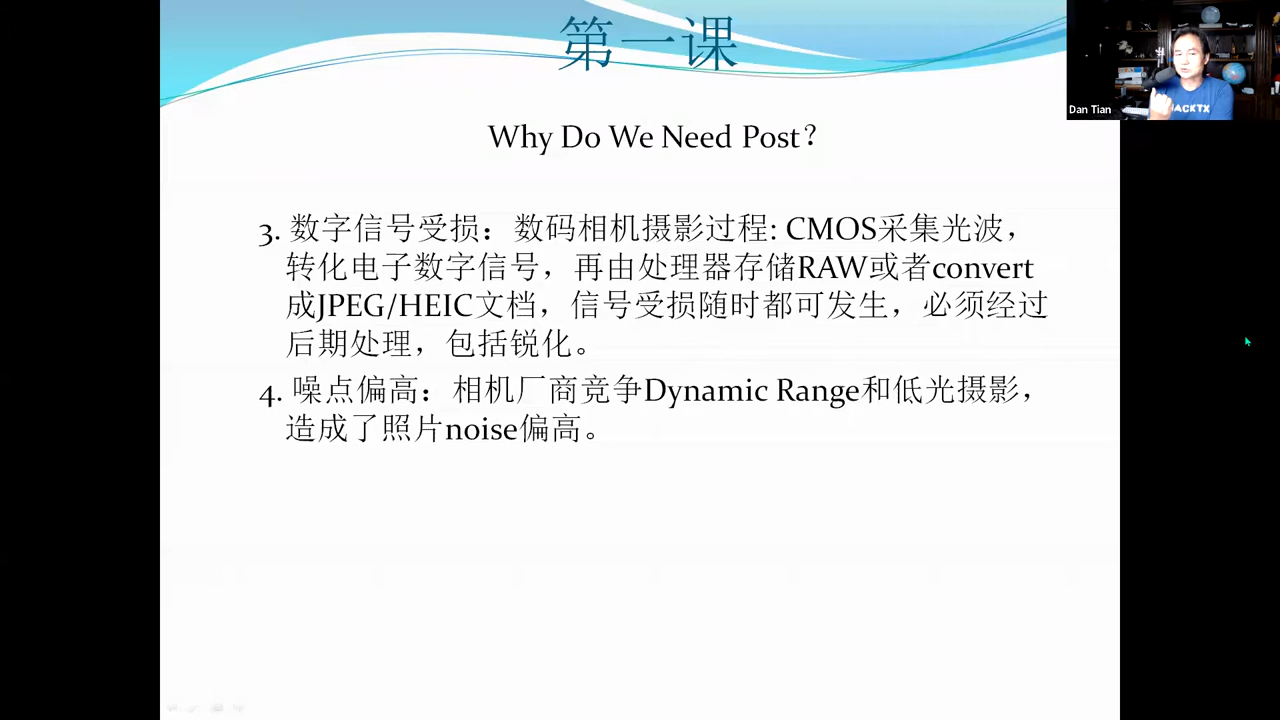 第一课
Why Do We Need Post？
3. 数字信号受损：数码相机摄影过程: CMOS采集光波，
转化电子数字信号，再由处理器存储RAW或者convert
成JPEG/HEIC文档，信号受损随时都可发生，必须经过
后期处理，包括锐化。
4. 噪点偏高：相机厂商竞争Dynamic Range和低光摄影，
造成了照片noise偏高。
Dan Tian
HACKTX